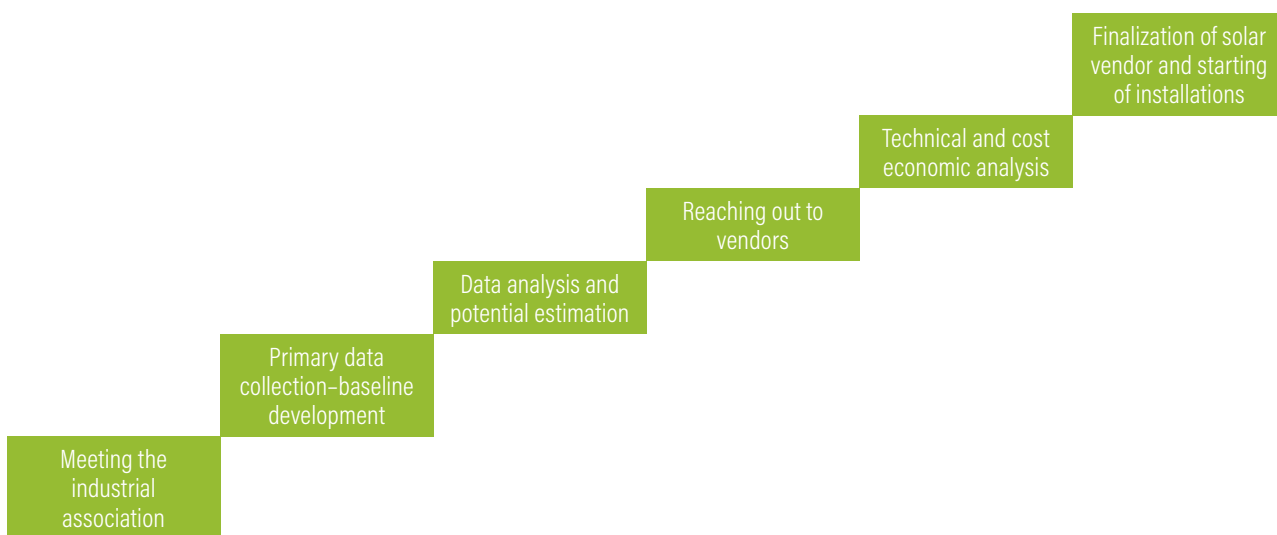 Finalization of solar
vendor and starting
of installations
Technical and cost
economic analysis
Reaching out to
vendors
Data analysis and
potential estimation
Primary data
collection–baseline
development
Meeting the
industrial
association